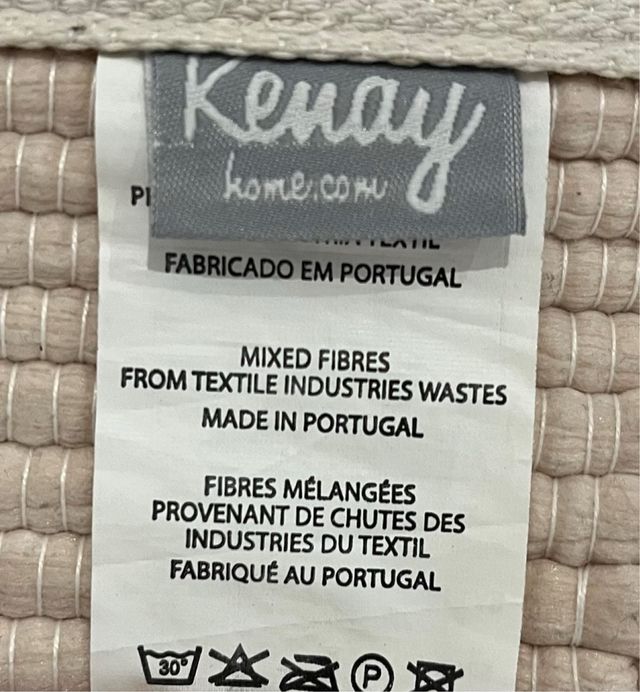 Kenay
home.com
FABRICADO EM PORTUGAL
MIXED FIBRES
FROM TEXTILE INDUSTRIES WASTES
MADE IN PORTUGAL
FIBRES MÉLANGÉES
PROVENANT DE CHUTES DES
INDUSTRIES DU TEXTIL
FABRIQUÉ AU PORTUGAL
30° P